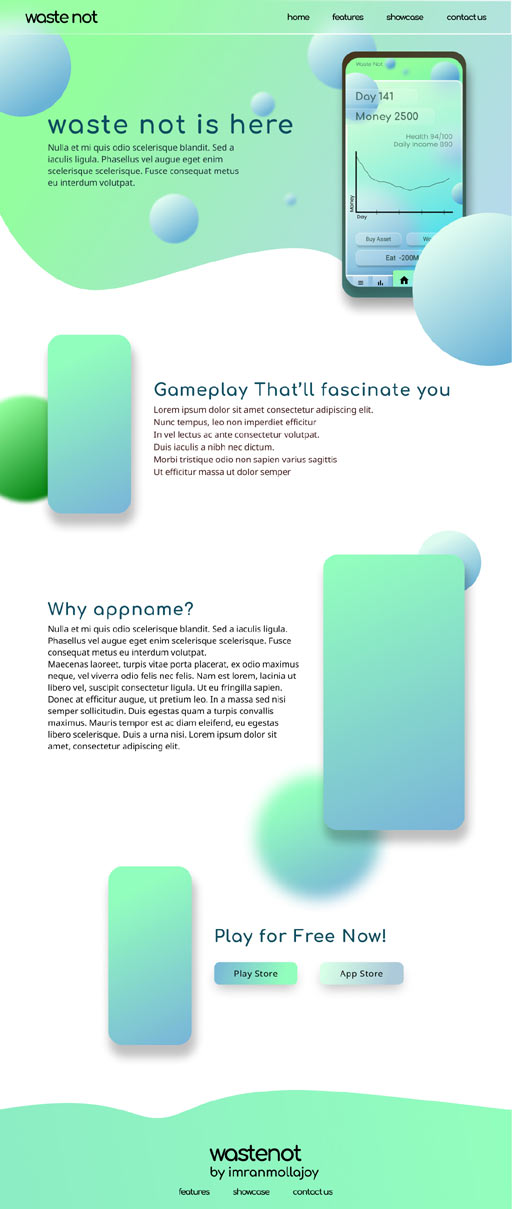 waste not
home features showcase contact us
Waste Not
Day 141
Money 2500
Health 94/100
Money
Day
Buy Asset
waste not is here
Nulla et mi quis odio scelerisque blandit. Sed a
iaculis ligula. Phasellus vel augue eget enim
scelerisque scelerisque. Fusce consequat metus
eu interdum volutpat.
Gameplay That'll fascinate you
Lorem ipsum dolor sit amet consectetur adipiscing elit.
Nunc tempus, leo non imperdiet efficitur
In vel lectus ac ante consectetur volutpat.
Duis iaculis a nibh nec dictum.
Morbi tristique odio non sapien varius sagittis
Ut efficitur massa ut dolor semper
Why appname?
Nulla et mi quis odio scelerisque blandit. Sed a iaculis ligula.
Phasellus vel augue eget enim scelerisque scelerisque. Fusce
consequat metus eu interdum volutpat.
Maecenas laoreet, turpis vitae porta placerat, ex odio maximus
neque, vel viverra odio felis nec felis. Nam est lorem, lacinia ut
libero vel, suscipit consectetur ligula. Ut eu fringilla sapien.
Donec at efficitur augue, ut pretium leo. In a massa sed nisi
semper sollicitudin. Duis egestas quam a turpis convallis
maximus. Mauris tempor est ac diam eleifend, eu egestas
libero scelerisque. Duis a urna nisi. Lorem ipsum dolor sit
amet, consectetur adipiscing elit.
Play for Free Now!
Play Store
App Store
wastenot
by imranmollajoy
features showcase contact us